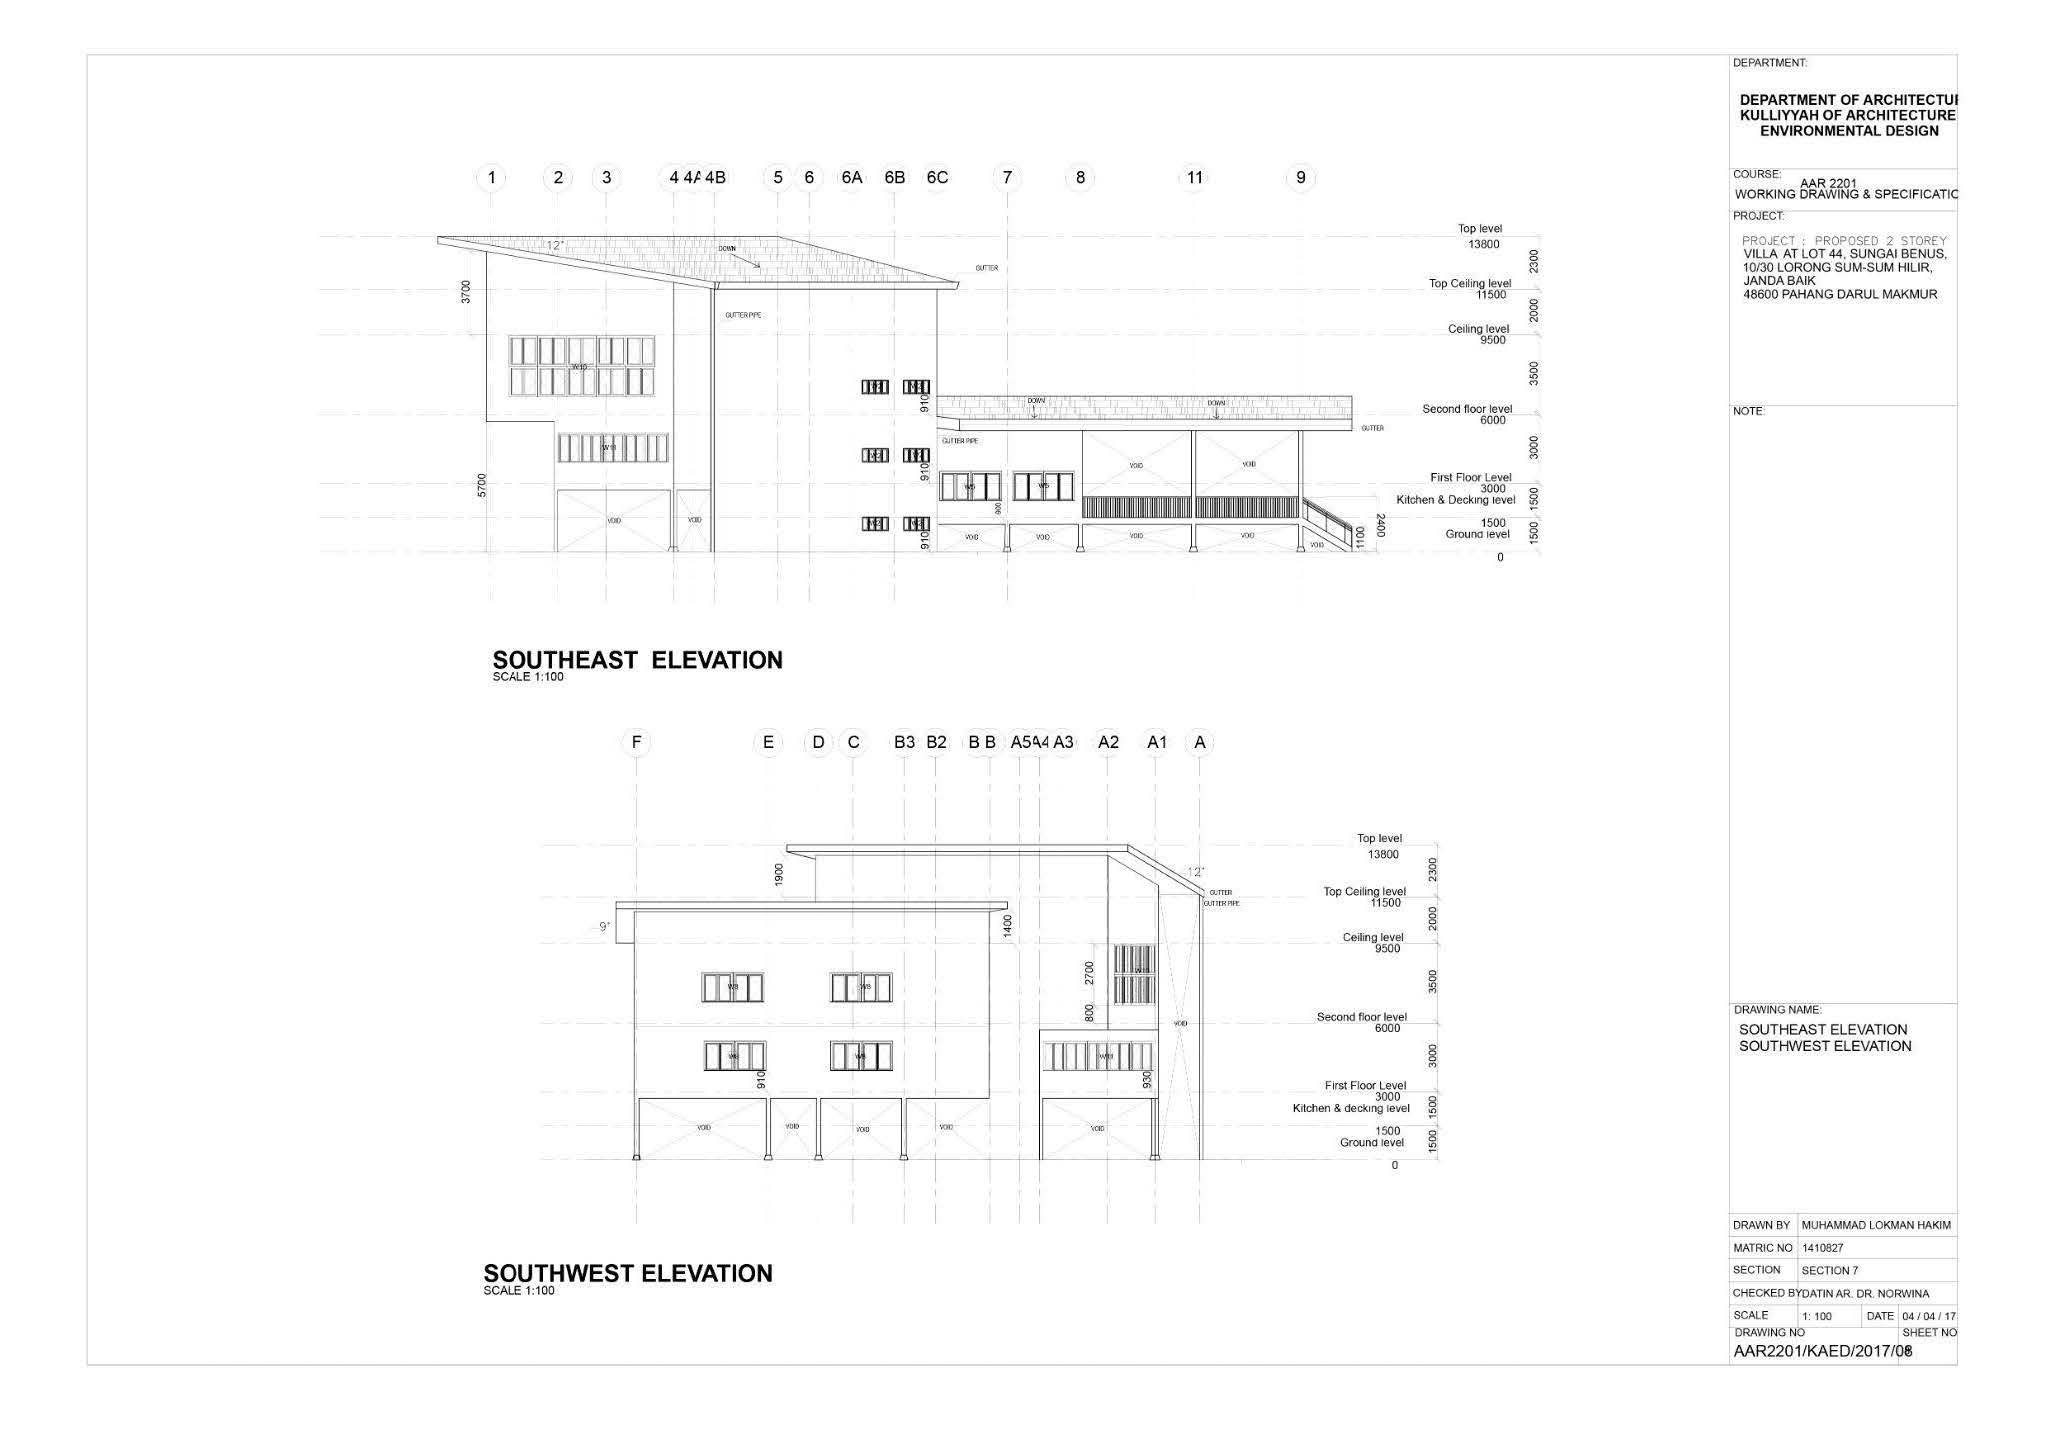 DEPARTMENT:
DEPARTMENT OF ARCHITECTU
KULLIYYAH OF ARCHITECTURE
ENVIRONMENTAL DESIGN
COURSE:
AAR 2201
WORKING DRAWING & SPECIFICATIO
PROJECT:
PROJECT : PROPOSED 2 STOREY
VILLA AT LOT 44, SUNGAI BENUS,
10/30 LORONG SUM-SUM HILIR,
JANDA BAIK
48600 PAHANG DARUL MAKMUR
NOTE:
1 2 3 4 4A 4B 5 6 6A 6B 6C 7 8 11 9
Top level
13800
2300
12°
DOWN
GUTTER
Top Ceiling level
11500
3700
GUTTER PIPE
2000
Ceiling level
9500
3500
910
DOWN
DOWN
Second floor level
6000
GUTTER
GUTTER PIPE
3000
VOID
VOID
910
5700
First Floor Level
3000
Kitchen & Decking level
W5
W5
1500
900
VOID
VOID
2400
1500
Ground level
1500
910
VOID
VOID
VOID
VOID
VOID
1100
0
SOUTHEAST ELEVATION
SCALE 1:100
F E D C B3 B2 B B A5 A4 A3 A2 A1 A
Top level
13800
2300
1900
12°
GUTTER
GUTTER PIPE
Top Ceiling level
11500
9°
1400
2000
Ceiling level
9500
2700
3500
W8
W8
800
VOID
Second floor level
6000
3000
W8
W8
910
930
First Floor Level
3000
Kitchen & decking level
1500
VOID
VOID
VOID
VOID
VOID
1500
Ground level
1500
0
SOUTHWEST ELEVATION
SCALE 1:100
DRAWING NAME:
SOUTHEAST ELEVATION
SOUTHWEST ELEVATION
DRAWN BY MUHAMMAD LOKMAN HAKIM
MATRIC NO 1410827
SECTION SECTION 7
CHECKED BY DATIN AR. DR. NORWINA
SCALE 1: 100 DATE 04 / 04 / 17
DRAWING NO SHEET NO
AAR2201/KAED/2017/08